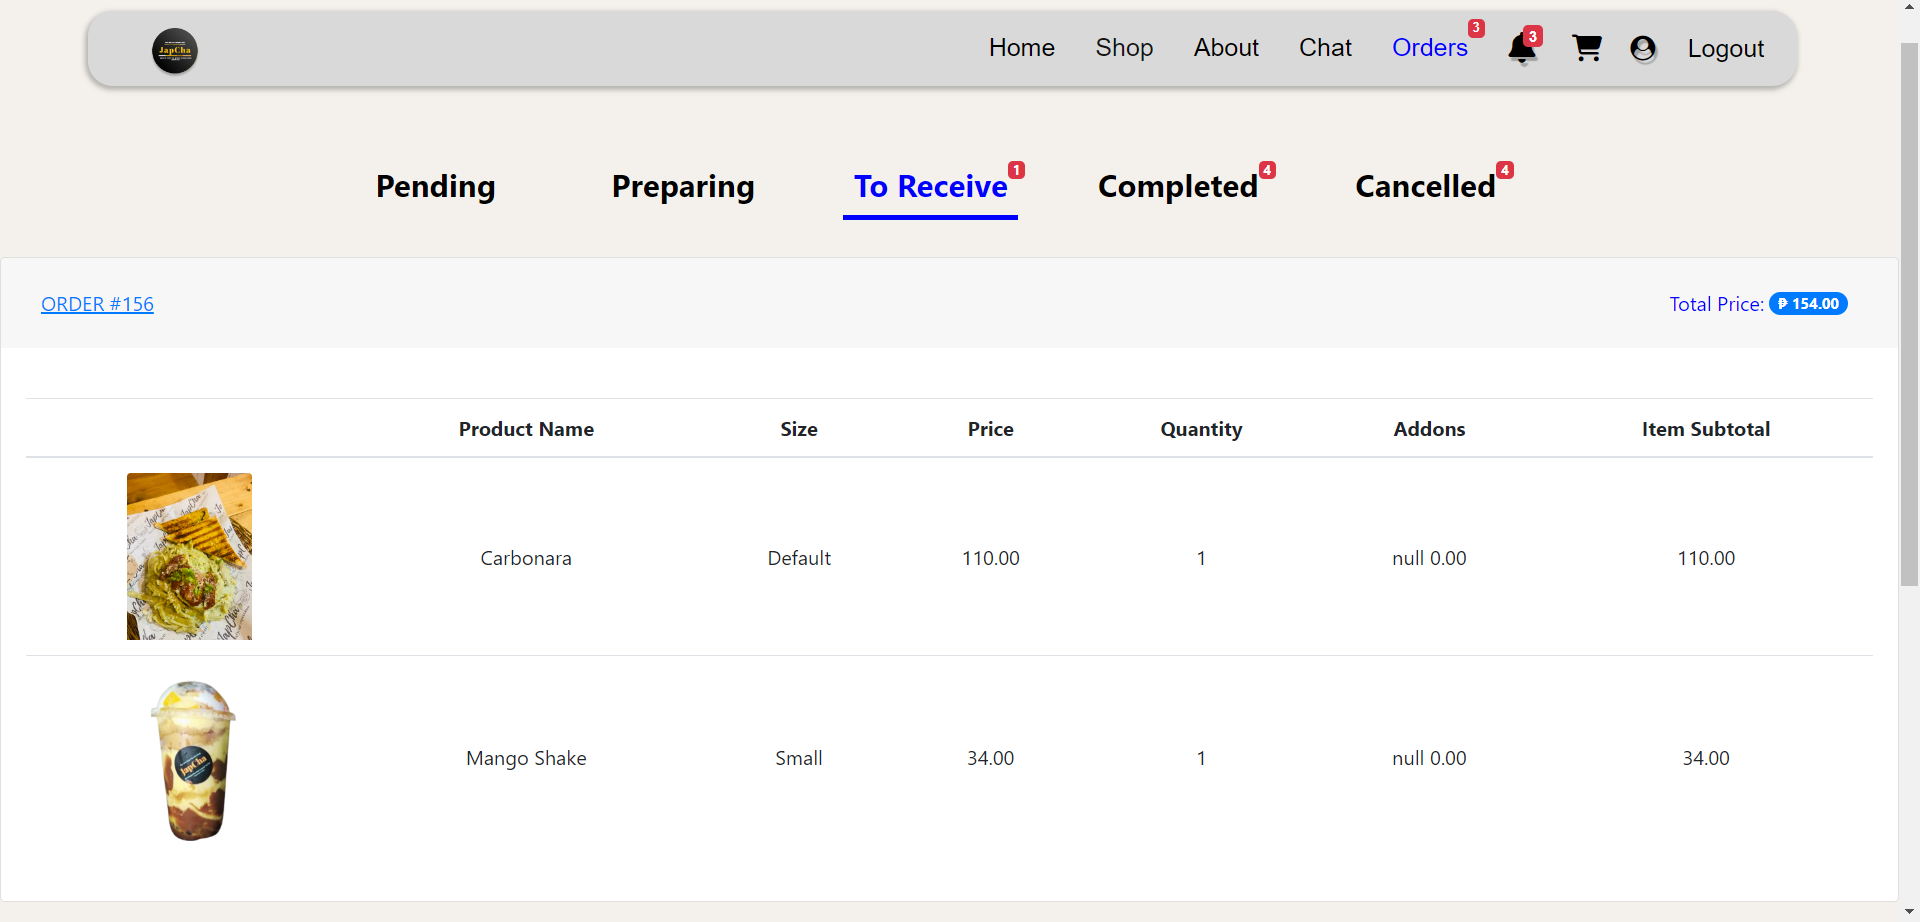 JapCha
Home Shop About Chat Orders 3 3 Logout
Pending Preparing To Receive 1 Completed 4 Cancelled 4
ORDER #156 Total Price: ₱ 154.00
Product Name Size Price Quantity Addons Item Subtotal
Carbonara Default 110.00 1 null 0.00 110.00
JapCha
Mango Shake Small 34.00 1 null 0.00 34.00
JapCha